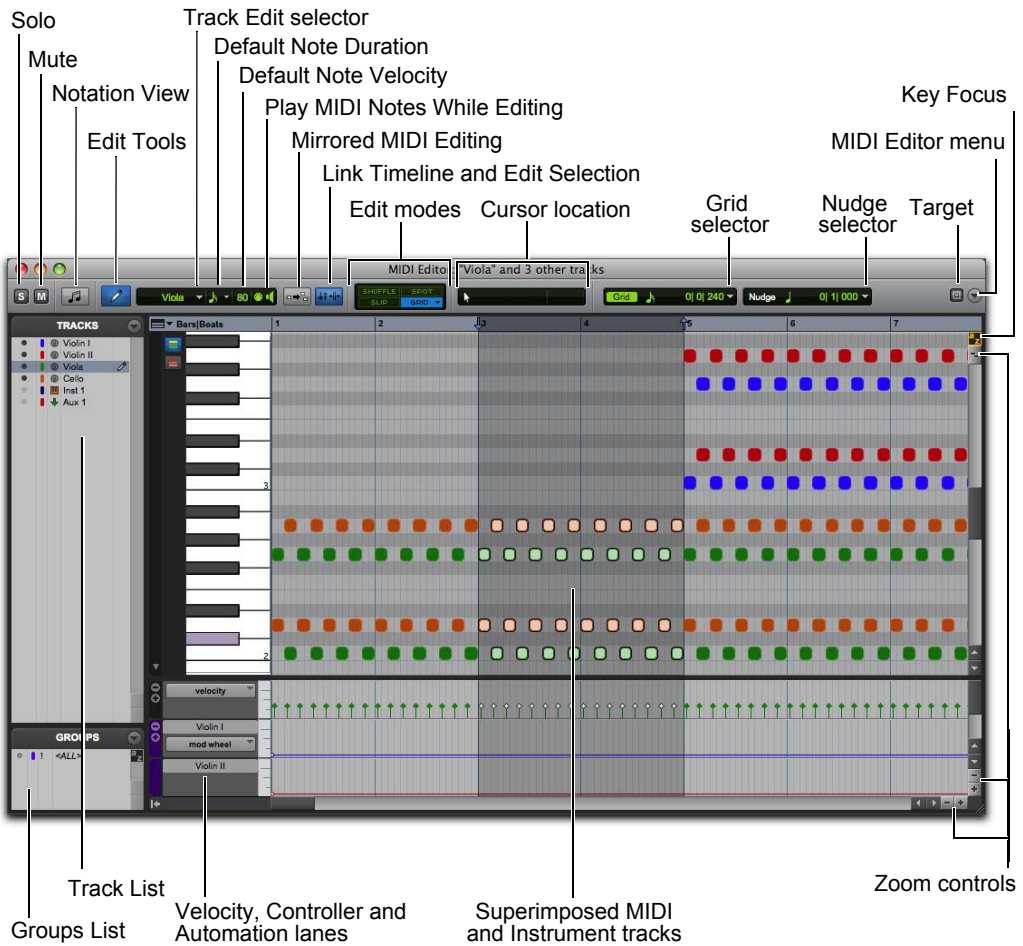 Solo
Track Edit selector
Default Note Duration
Mute
Default Note Velocity
Notation View
Play MIDI Notes While Editing
Key Focus
Edit Tools
Mirrored MIDI Editing
MIDI Editor menu
Link Timeline and Edit Selection
Edit modes
Cursor location
Grid
selector
Nudge
selector
Target
MIDI Editor: "Viola" and 3 other tracks
S M
Viola
80
SHUFFLE SPOT
SLIP GRID
Grid 0| 0| 240
Nudge 0| 1| 000
TRACKS
Violin I
Violin II
Viola
Cello
Inst 1
Aux 1
Bars|Beats
1 2 3 4 5 6 7
3
2
velocity
Violin I
mod wheel
Violin II
GROUPS
! <ALL>
a z
Track List
Groups List
Velocity, Controller and
Automation lanes
Superimposed MIDI
and Instrument tracks
Zoom controls